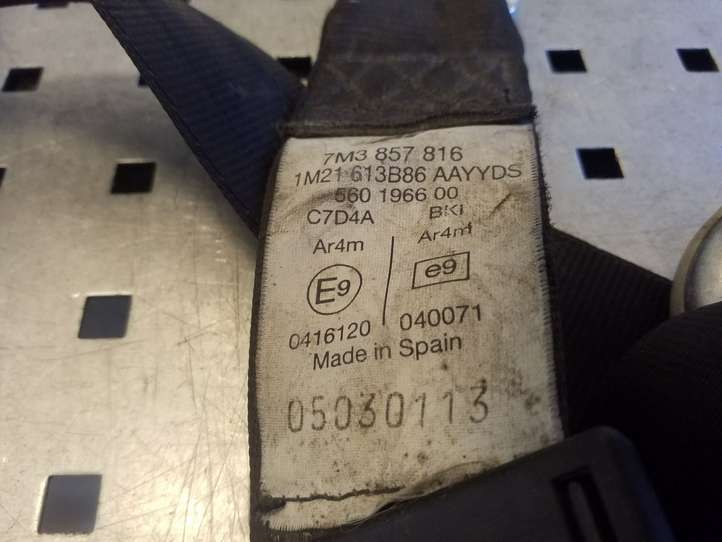 7M3 857 816
1M21 613B86 AAYYDS
560 1966 00
C7D4A BKI
Ar4m Ar4m
E9 e9
0416120 040071
Made in Spain
05030113